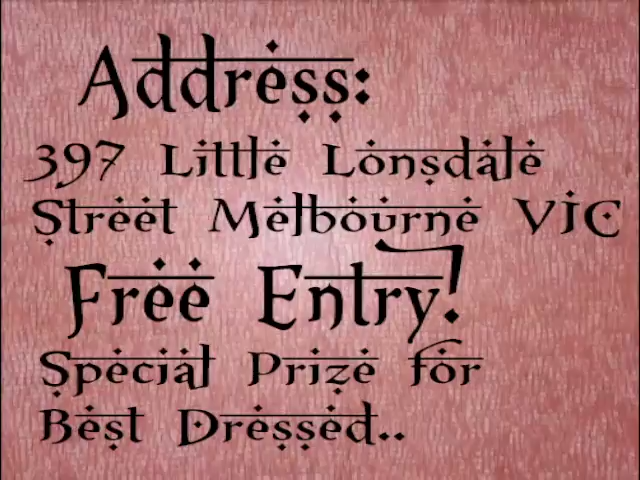 Address:
397 Little Lonsdale
Street Melbourne VIC
Free Entry!
Special Prize for
Best Dressed..